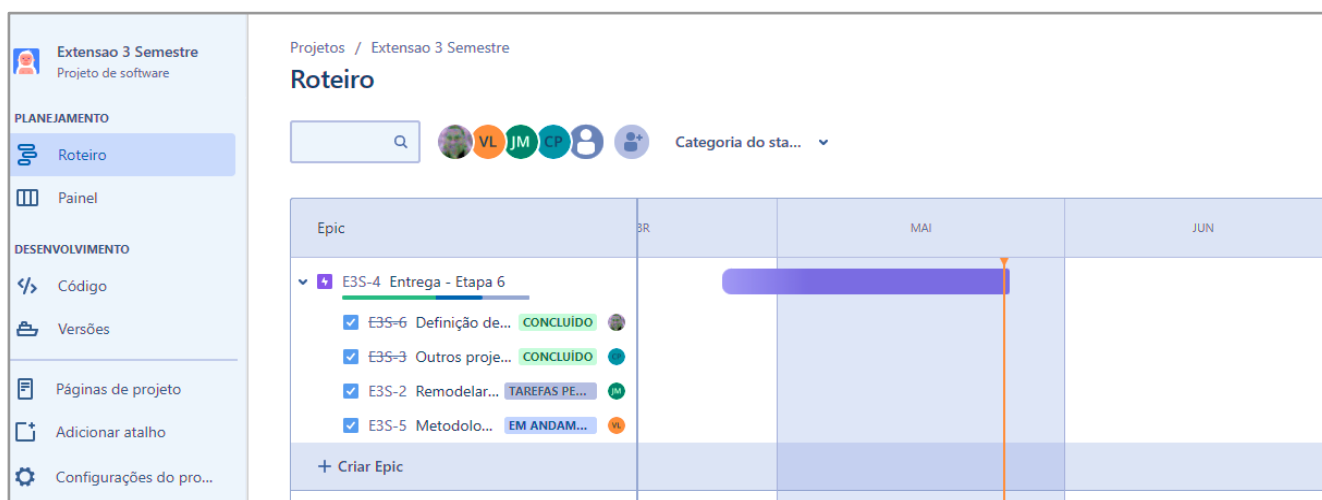 Extensao 3 Semestre
Projeto de software
PLANEJAMENTO
Roteiro
Painel
DESENVOLVIMENTO
Código
Versões
Páginas de projeto
Adicionar atalho
Configurações do pro...
Projetos / Extensao 3 Semestre
Roteiro
VL JM CP
Categoria do sta...
Epic BR MAI JUN
E3S-4 Entrega - Etapa 6
E3S-6 Definição de... CONCLUÍDO
E3S-3 Outros proje... CONCLUÍDO CP
E3S-2 Remodelar... TAREFAS PE... JM
E3S-5 Metodolo... EM ANDAM... VL
+ Criar Epic